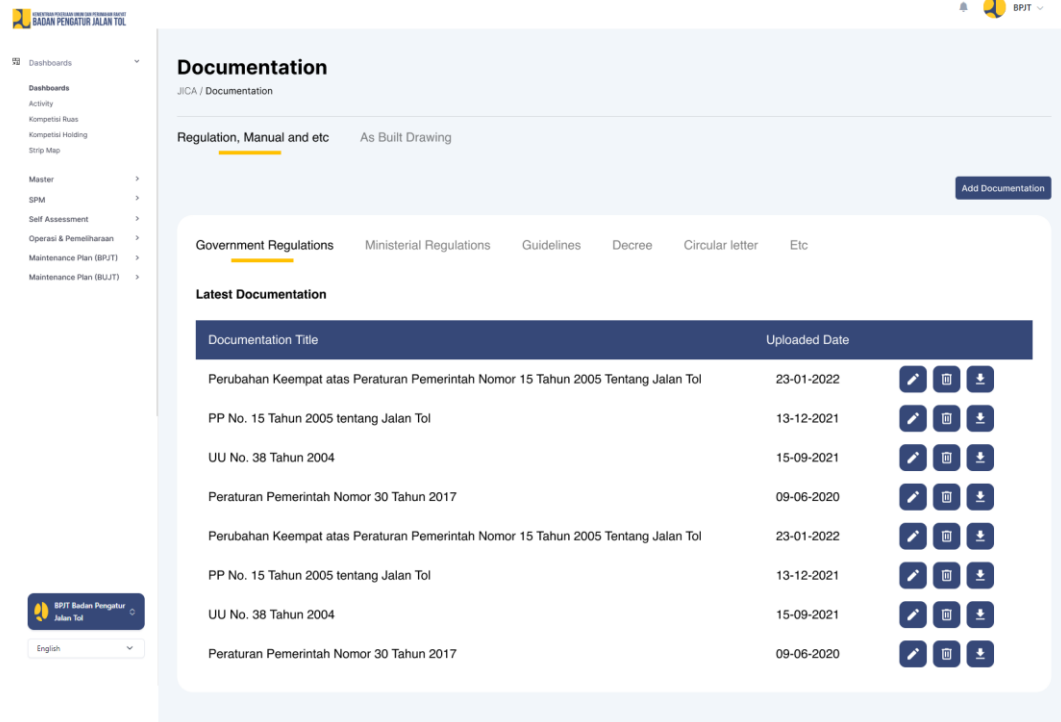 KEMENTERIAN PEKERJAAN UMUM DAN PERUMAHAN RAKYAT
BADAN PENGATUR JALAN TOL
BPJT
Dashboards
Dashboards
Activity
Kompetisi Ruas
Kompetisi Holding
Strip Map
Master
SPM
Self Assessment
Operasi & Pemeliharaan
Maintenance Plan (BPJT)
Maintenance Plan (BUJT)
BPJT Badan Pengatur
Jalan Tol
English
Documentation
JICA / Documentation
Regulation, Manual and etc As Built Drawing
Add Documentation
Government Regulations Ministerial Regulations Guidelines Decree Circular letter Etc
Latest Documentation
Documentation Title Uploaded Date
Perubahan Keempat atas Peraturan Pemerintah Nomor 15 Tahun 2005 Tentang Jalan Tol 23-01-2022
PP No. 15 Tahun 2005 tentang Jalan Tol 13-12-2021
UU No. 38 Tahun 2004 15-09-2021
Peraturan Pemerintah Nomor 30 Tahun 2017 09-06-2020
Perubahan Keempat atas Peraturan Pemerintah Nomor 15 Tahun 2005 Tentang Jalan Tol 23-01-2022
PP No. 15 Tahun 2005 tentang Jalan Tol 13-12-2021
UU No. 38 Tahun 2004 15-09-2021
Peraturan Pemerintah Nomor 30 Tahun 2017 09-06-2020